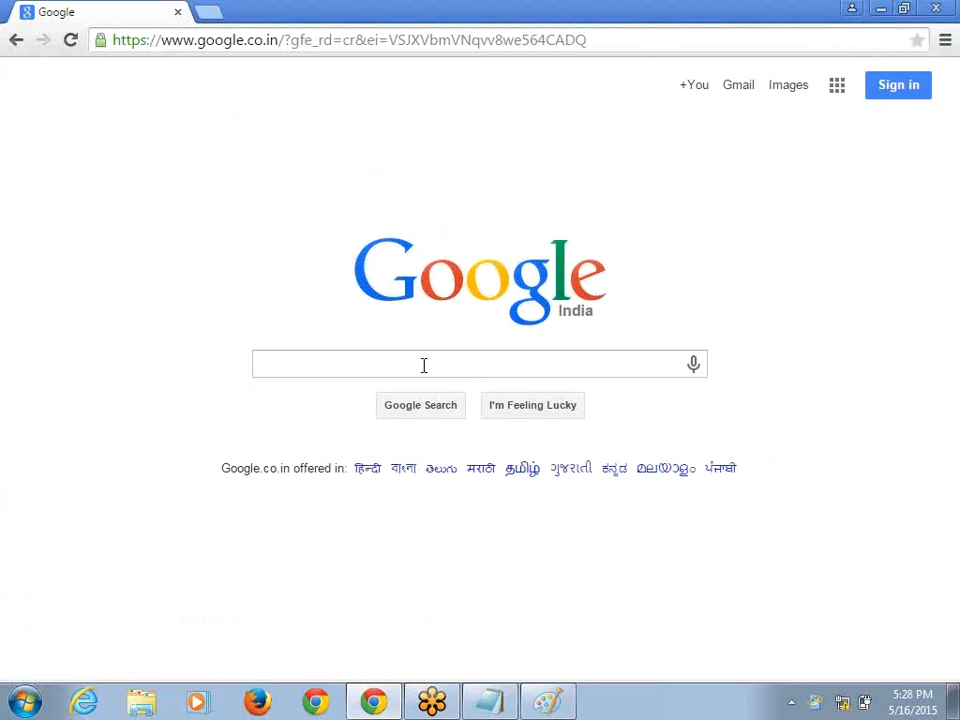 Google
https://www.google.co.in/?gfe_rd=cr&ei=VSJXVbmVNqvv8we564CADQ
+You Gmail Images Sign in
Google
India
Google Search I'm Feeling Lucky
Google.co.in offered in: हिन्दी বাংলা తెలుగు मराठी தமிழ் ગુજરાતી ಕನ್ನಡ മലയാളം ਪੰਜਾਬੀ
5:28 PM
5/16/2015